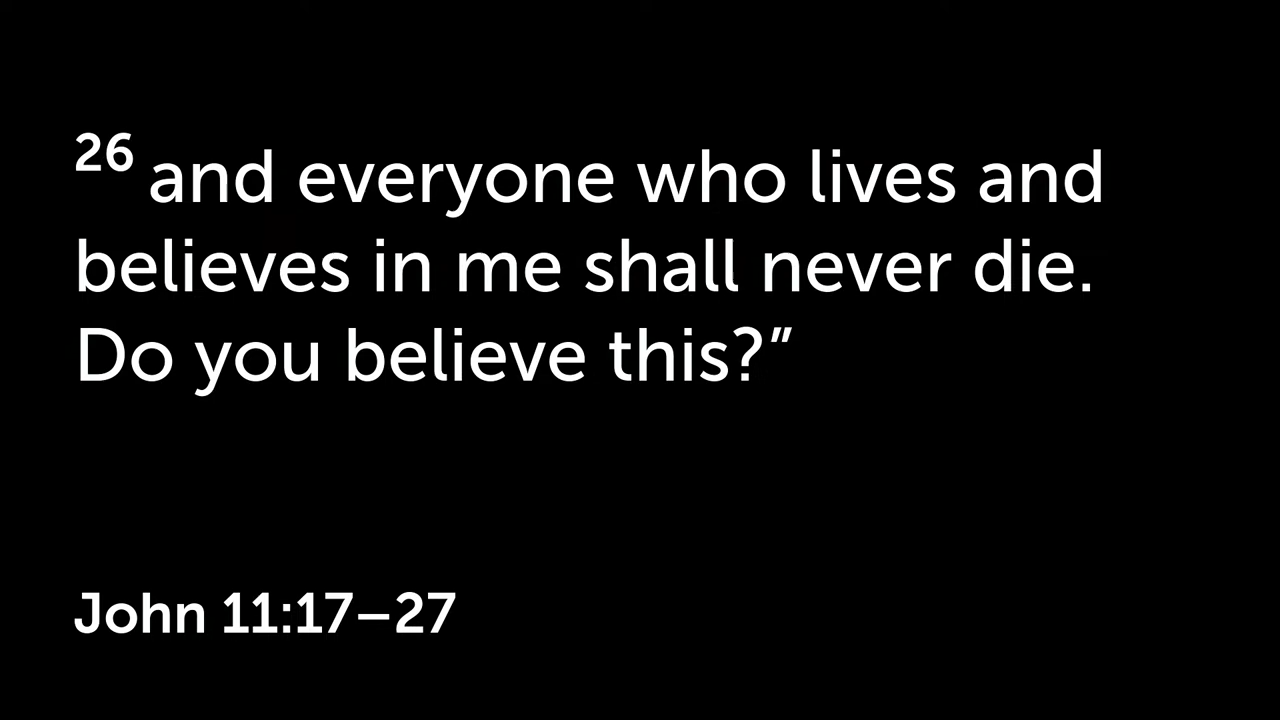 26 and everyone who lives and
believes in me shall never die.
Do you believe this?”
John 11:17–27